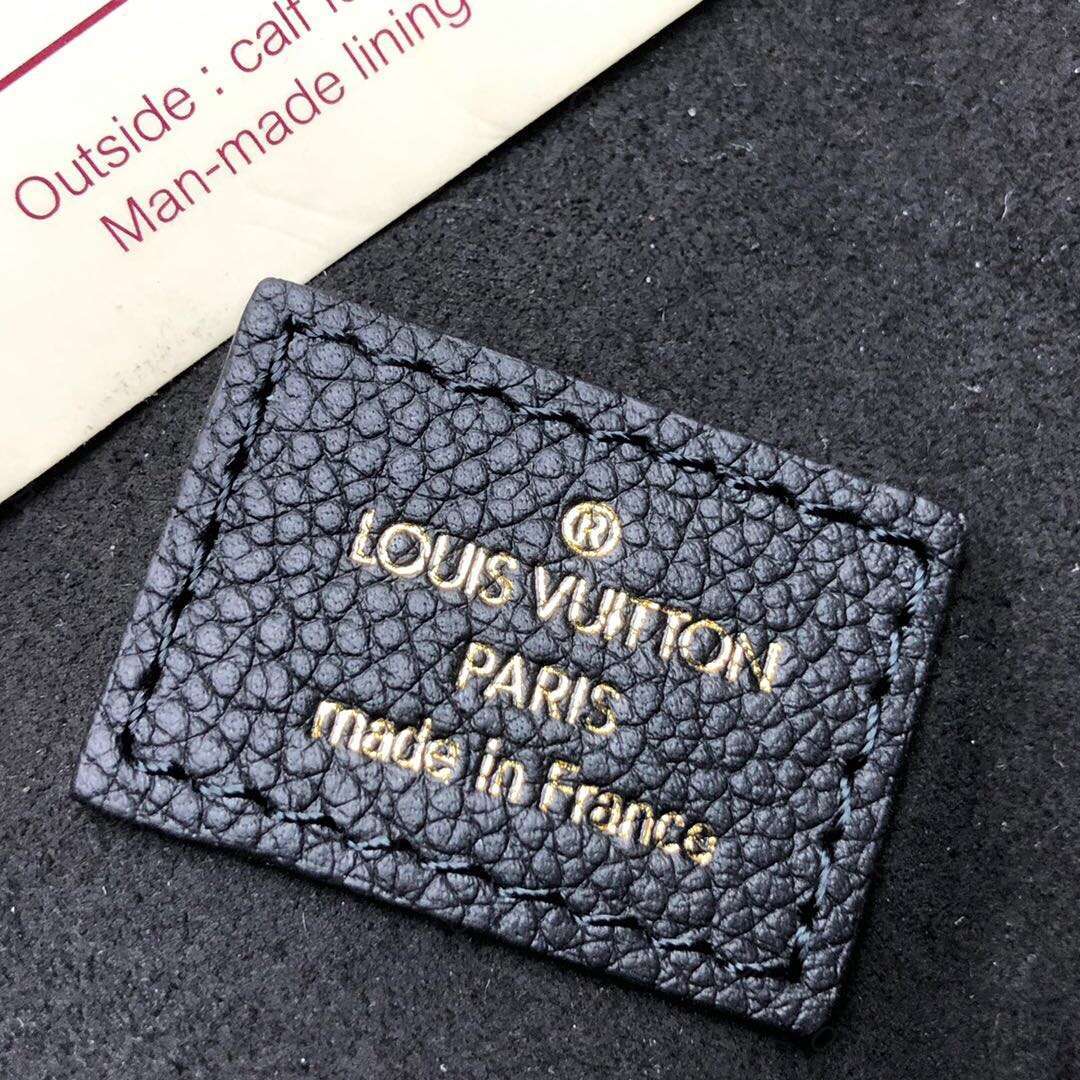 Outside : calf
Man-made lining
®
LOUIS VUITTON
PARIS
made in France